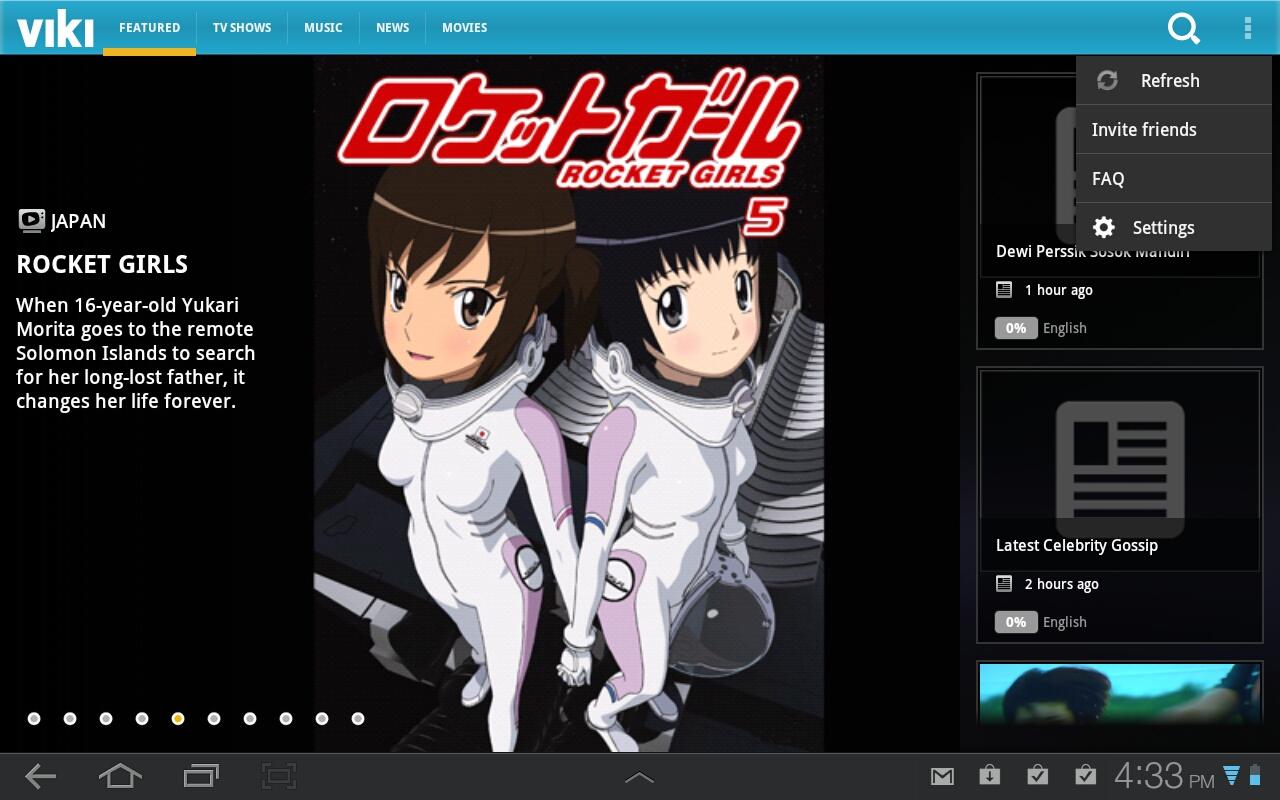 viki
FEATURED
TV SHOWS
MUSIC
NEWS
MOVIES
Refresh
Invite friends
FAQ
Settings
ロケットガール
ROCKET GIRLS
5
JAPAN
ROCKET GIRLS
When 16-year-old Yukari
Morita goes to the remote
Solomon Islands to search
for her long-lost father, it
changes her life forever.
Dewi Perssik Sosok Mandiri
1 hour ago
0% English
Latest Celebrity Gossip
2 hours ago
0% English
4:33 PM